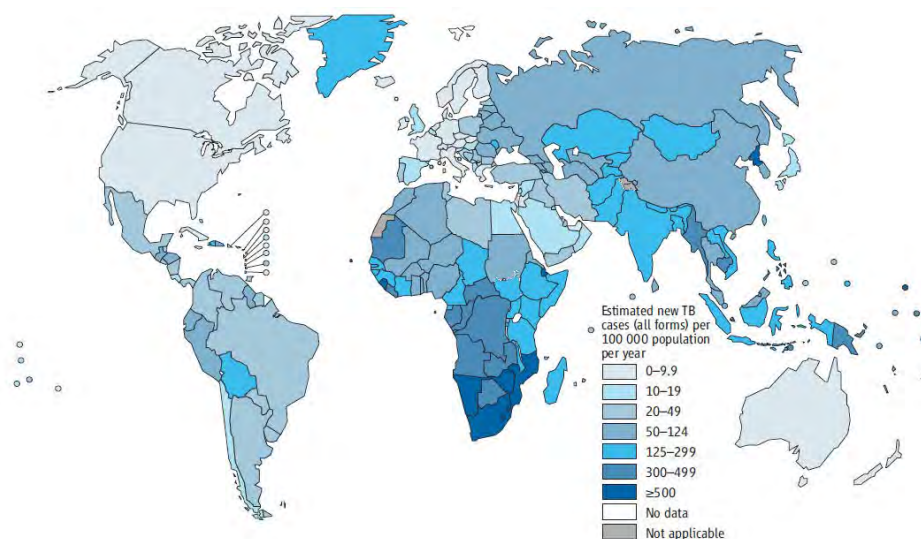 Estimated new TB
cases (all forms) per
100 000 population
per year
0–9.9
10–19
20–49
50–124
125–299
300–499
≥500
No data
Not applicable